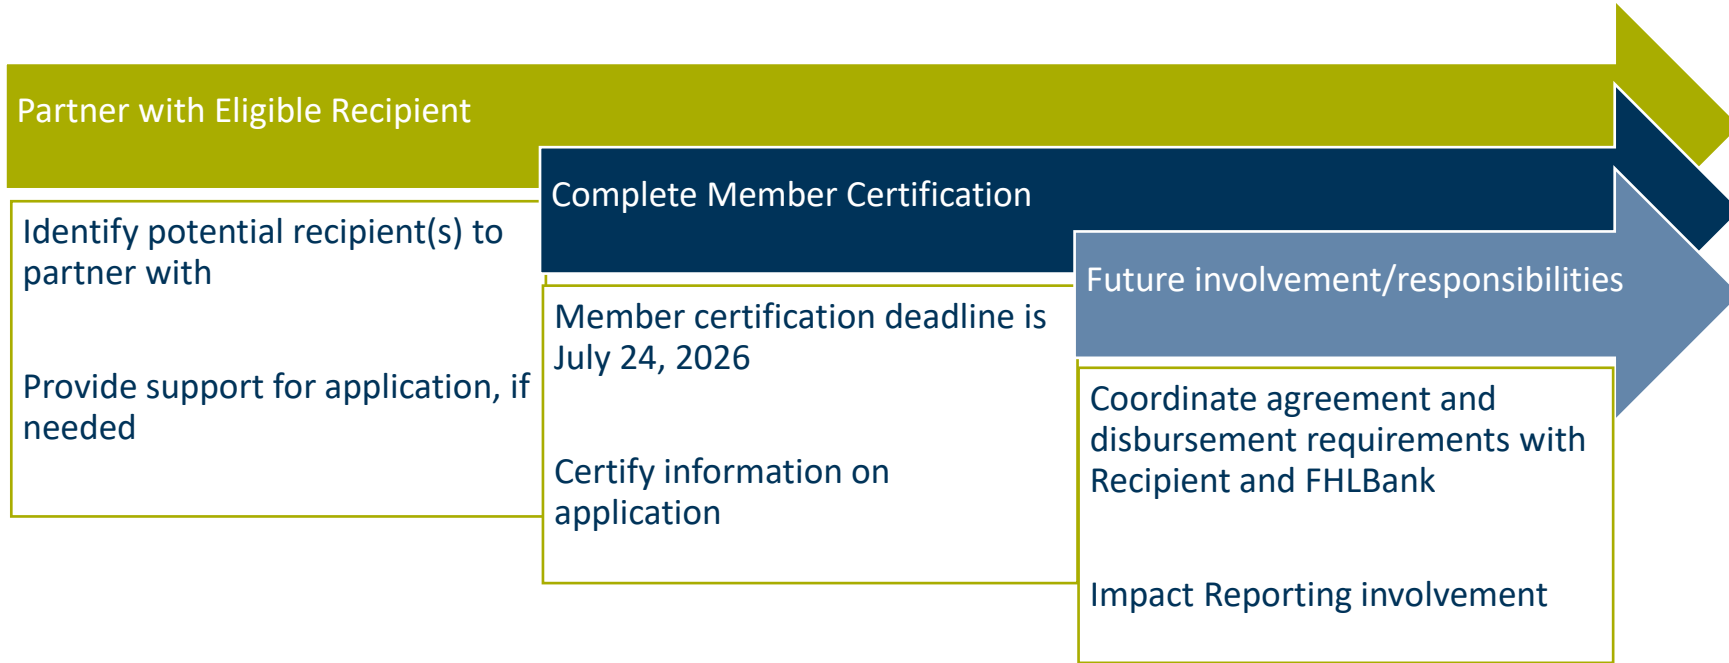 Partner with Eligible Recipient
Identify potential recipient(s) to
partner with
Provide support for application, if
needed
Complete Member Certification
Member certification deadline is
July 24, 2026
Certify information on
application
Future involvement/responsibilities
Coordinate agreement and
disbursement requirements with
Recipient and FHLBank
Impact Reporting involvement